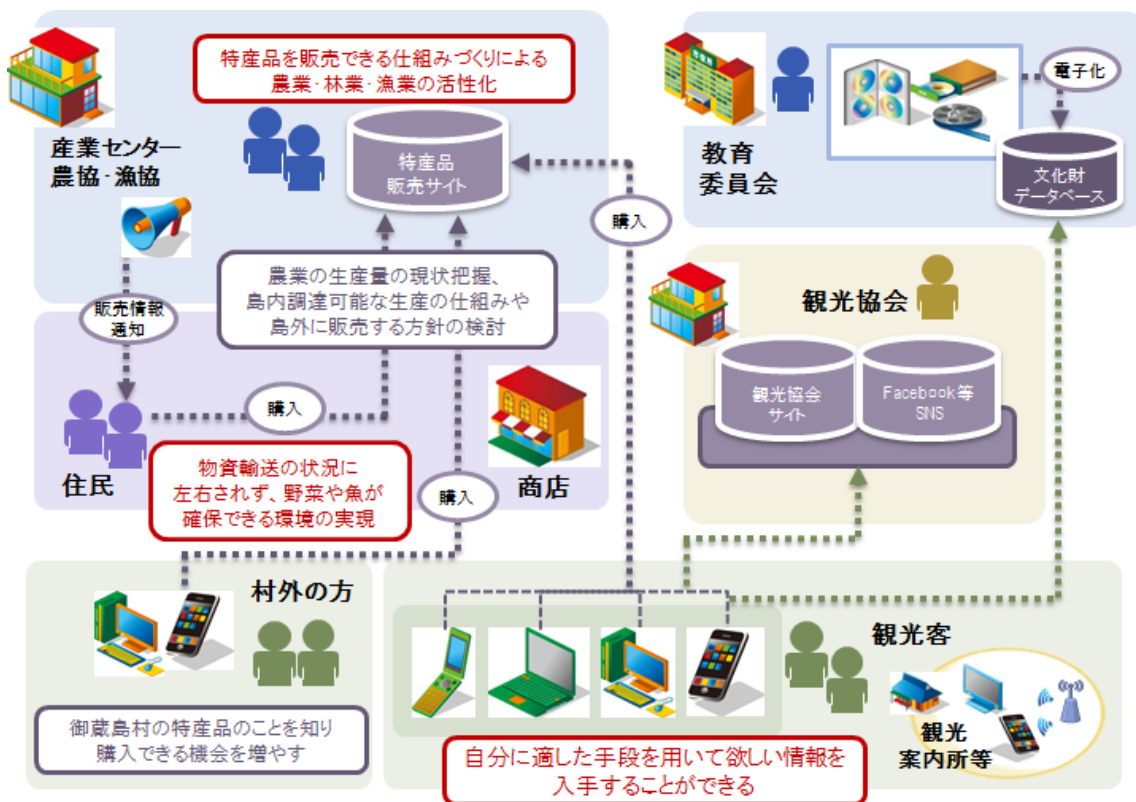 特産品を販売できる仕組みづくりによる
農業・林業・漁業の活性化
産業センター
農協・漁協
特産品
販売サイト
農業の生産量の現状把握、
島内調達可能な生産の仕組みや
島外に販売する方針の検討
販売情報
通知
購入
住民
購入
物資輸送の状況に
左右されず、野菜や魚が
確保できる環境の実現
商店
購入
教育
委員会
電子化
文化財
データベース
観光協会
観光協会
サイト
Facebook等
SNS
村外の方
御蔵島村の特産品のことを知り
購入できる機会を増やす
観光客
観光
案内所等
自分に適した手段を用いて欲しい情報を
入手することができる